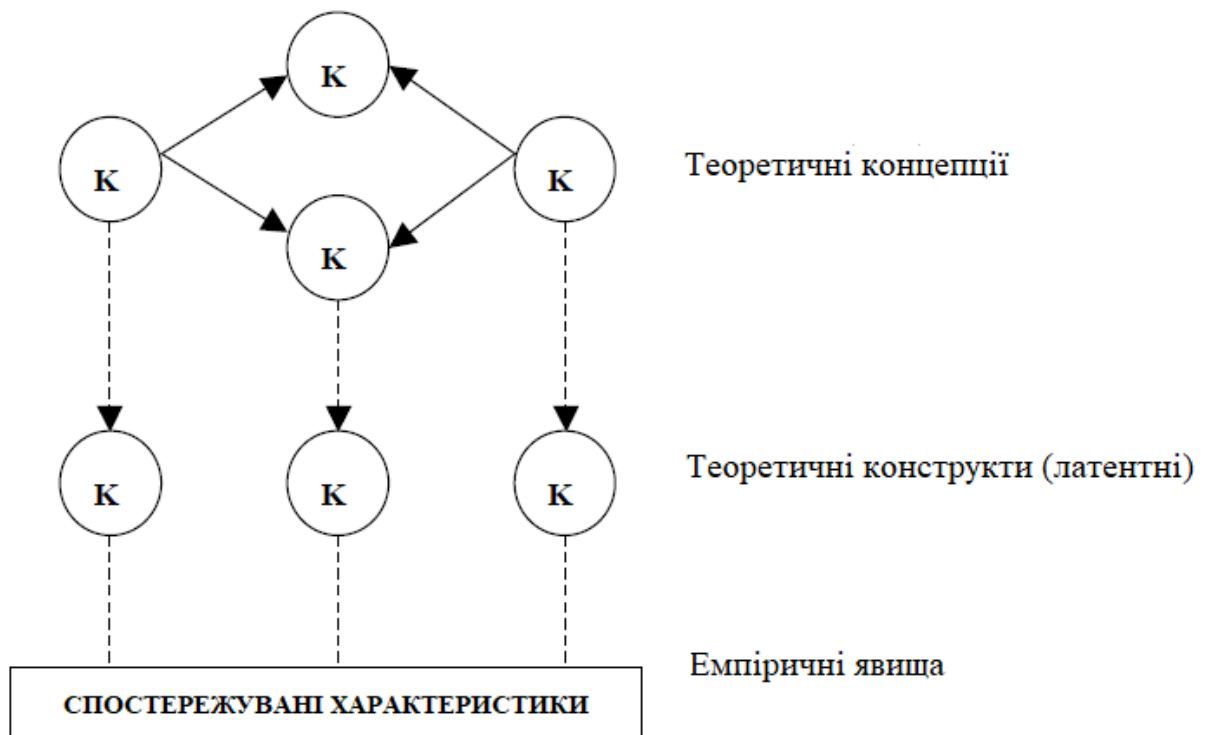 К
К
К
К
Теоретичні концепції
К
К
К
Теоретичні конструкти (латентні)
Емпіричні явища
СПОСТЕРЕЖУВАНІ ХАРАКТЕРИСТИКИ